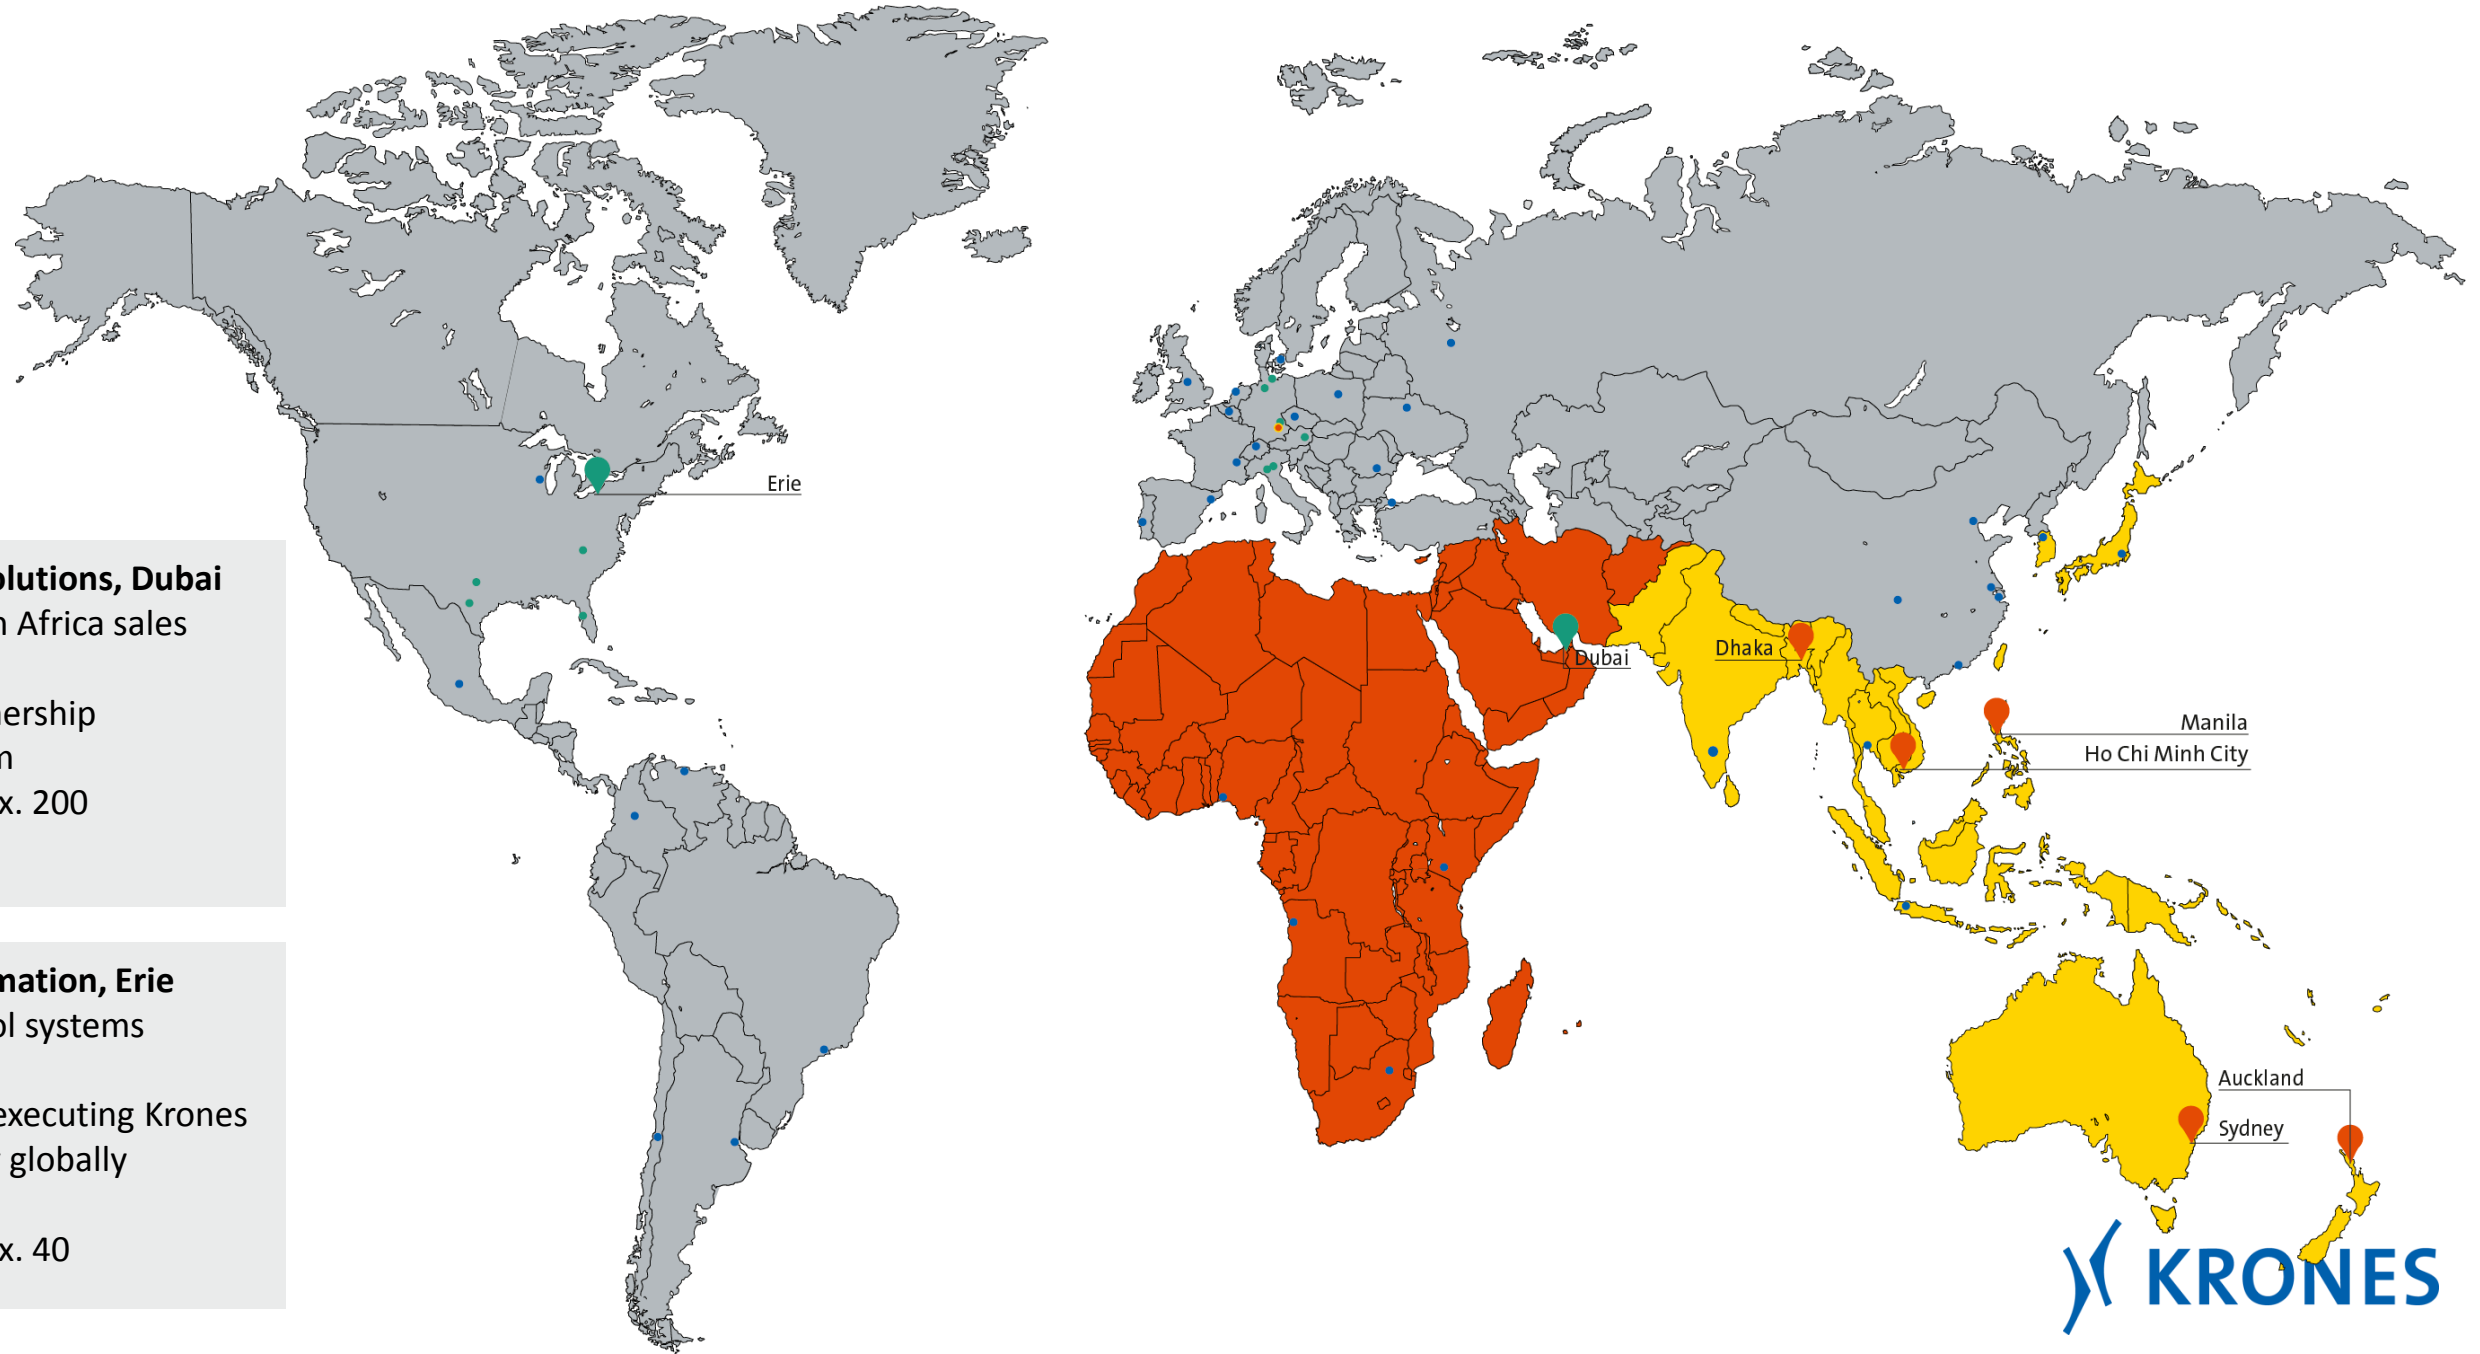 Erie
olutions, Dubai
n Africa sales
nership
m
x. 200
mation, Erie
ol systems
executing Krones
globally
x. 40
Dubai
Dhaka
Manila
Ho Chi Minh City
Auckland
Sydney
KRONES